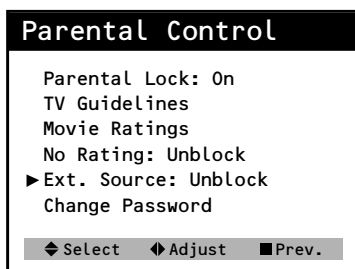 Parental Control
Parental Lock: On
TV Guidelines
Movie Ratings
No Rating: Unblock
Ext. Source: Unblock
Change Password
Select Adjust Prev.